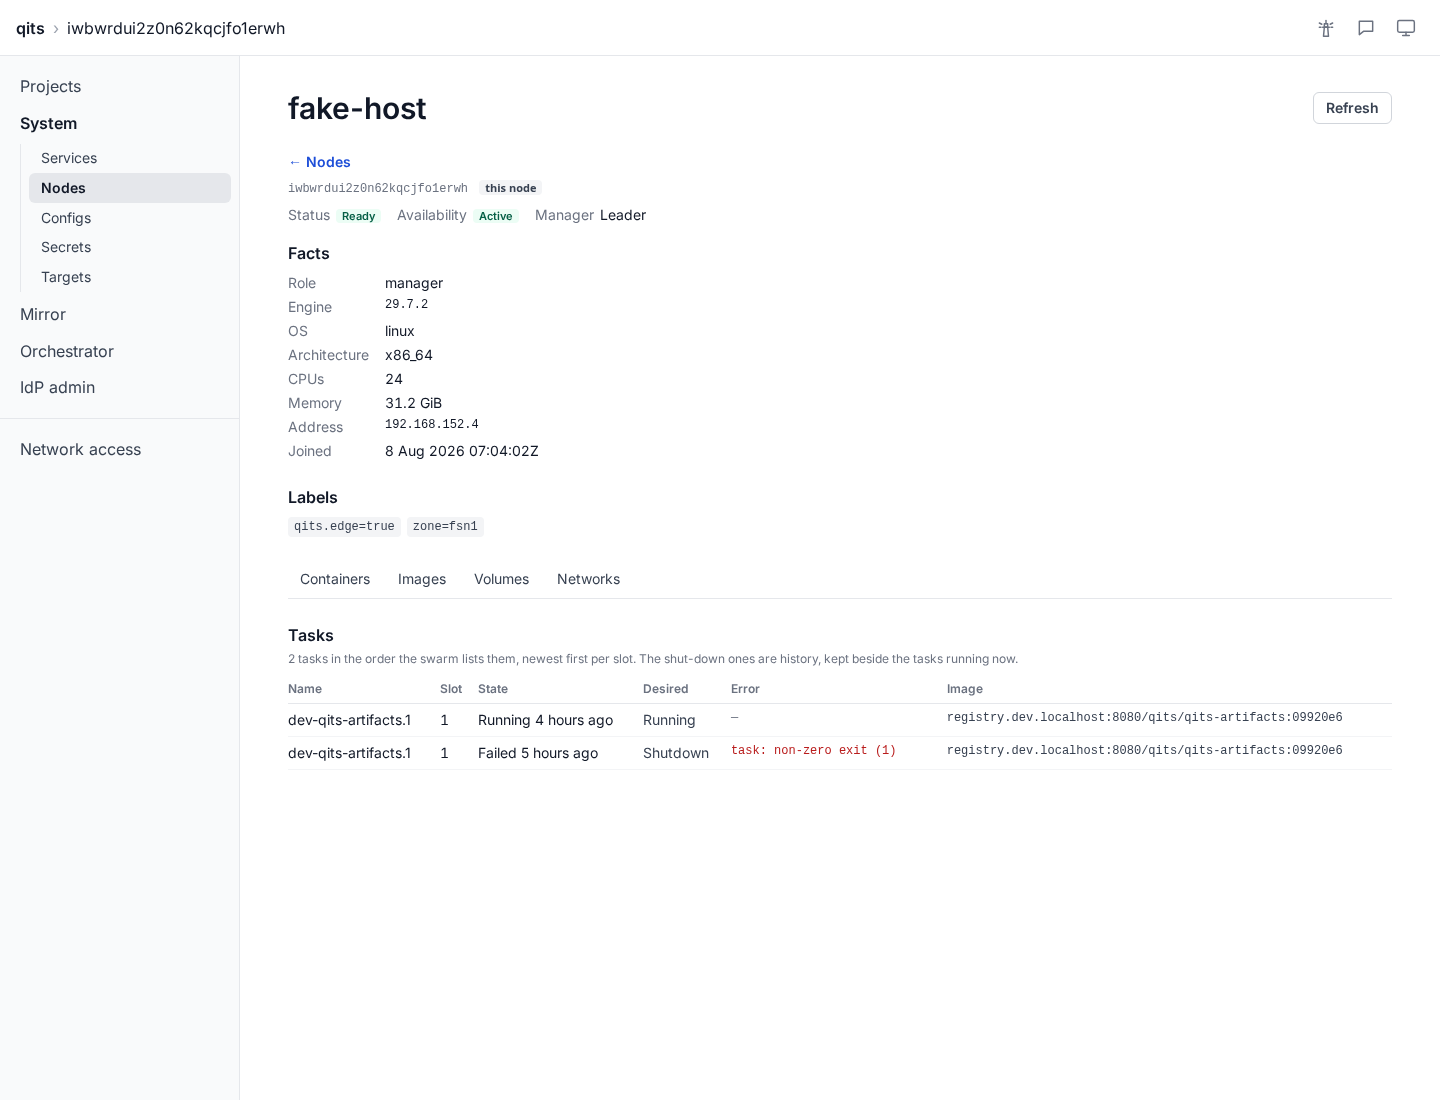 qits › iwbwrdui2z0n62kqcjfo1erwh
Projects
System
Services
Nodes
Configs
Secrets
Targets
Mirror
Orchestrator
IdP admin
Network access
fake-host
Refresh
← Nodes
iwbwrdui2z0n62kqcjfo1erwh this node
Status Ready Availability Active Manager Leader
Facts
Role manager
Engine 29.7.2
OS linux
Architecture x86_64
CPUs 24
Memory 31.2 GiB
Address 192.168.152.4
Joined 8 Aug 2026 07:04:02Z
Labels
qits.edge=true zone=fsn1
Containers Images Volumes Networks
Tasks
2 tasks in the order the swarm lists them, newest first per slot. The shut-down ones are history, kept beside the tasks running now.
Name Slot State Desired Error Image
dev-qits-artifacts.1 1 Running 4 hours ago Running — registry.dev.localhost:8080/qits/qits-artifacts:09920e6
dev-qits-artifacts.1 1 Failed 5 hours ago Shutdown task: non-zero exit (1) registry.dev.localhost:8080/qits/qits-artifacts:09920e6